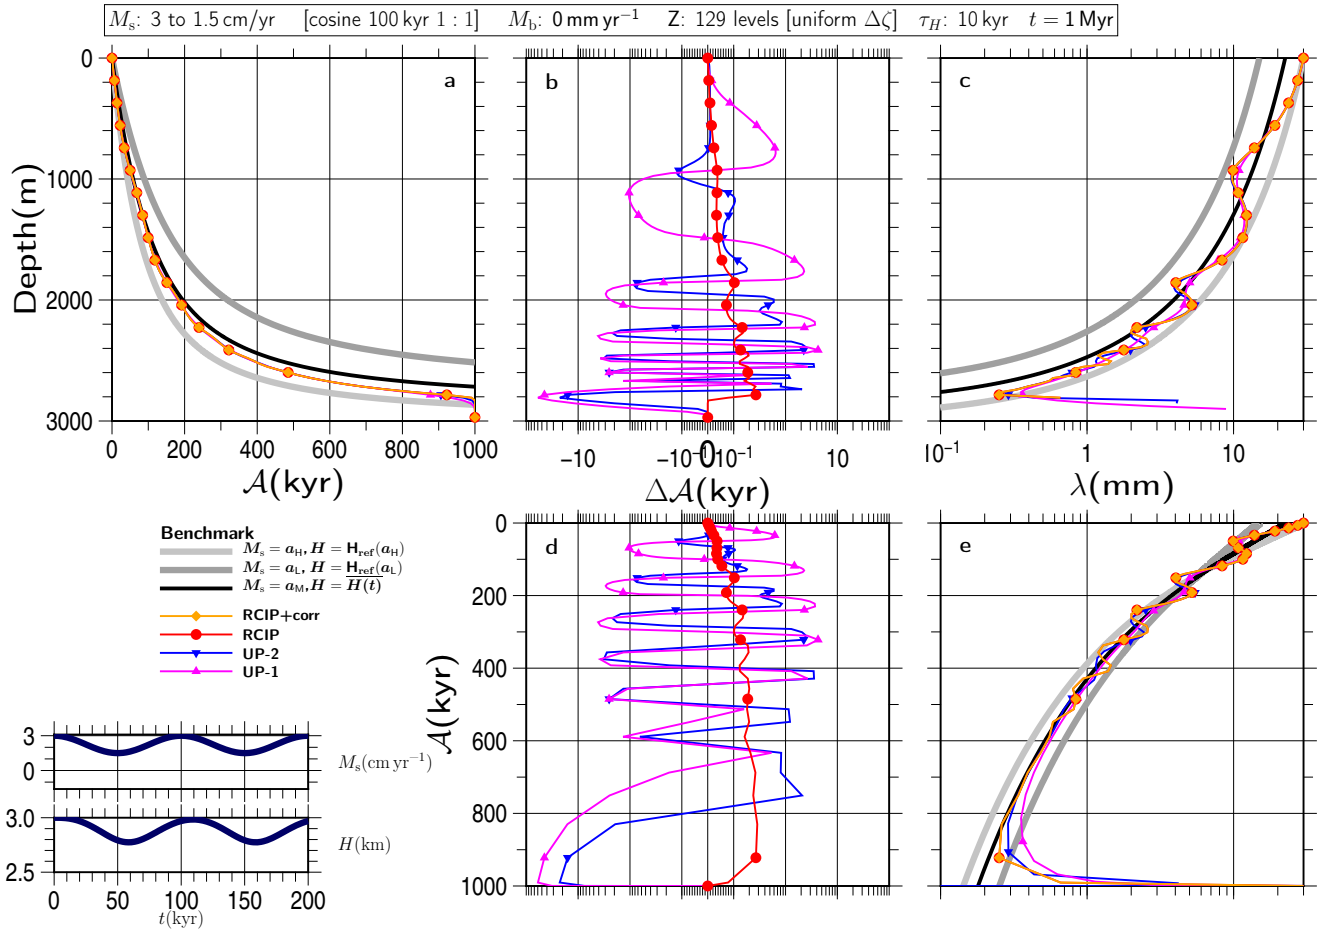 Mₛ: 3 to 1.5 cm/yr [cosine 100 kyr 1 : 1] M_b: 0 mm yr⁻¹ Z: 129 levels [uniform Δζ] τ_H: 10 kyr t = 1 Myr
a
b
c
0
1000
2000
3000
Depth(m)
0 200 400 600 800 1000
𝒜(kyr)
−10 −10⁻¹ 0 10⁻¹ 10
Δ𝒜(kyr)
10⁻¹ 1 10
λ(mm)
Benchmark
Mₛ = a_H, H = H_ref(a_H)
Mₛ = a_L, H = H_ref(a_L)
Mₛ = a_M, H = \overline{H(t)}
RCIP+corr
RCIP
UP-2
UP-1
d
e
0
200
400
600
800
1000
𝒜(kyr)
3
0
Mₛ(cm yr⁻¹)
3.0
2.5
H(km)
0 50 100 150 200
t(kyr)